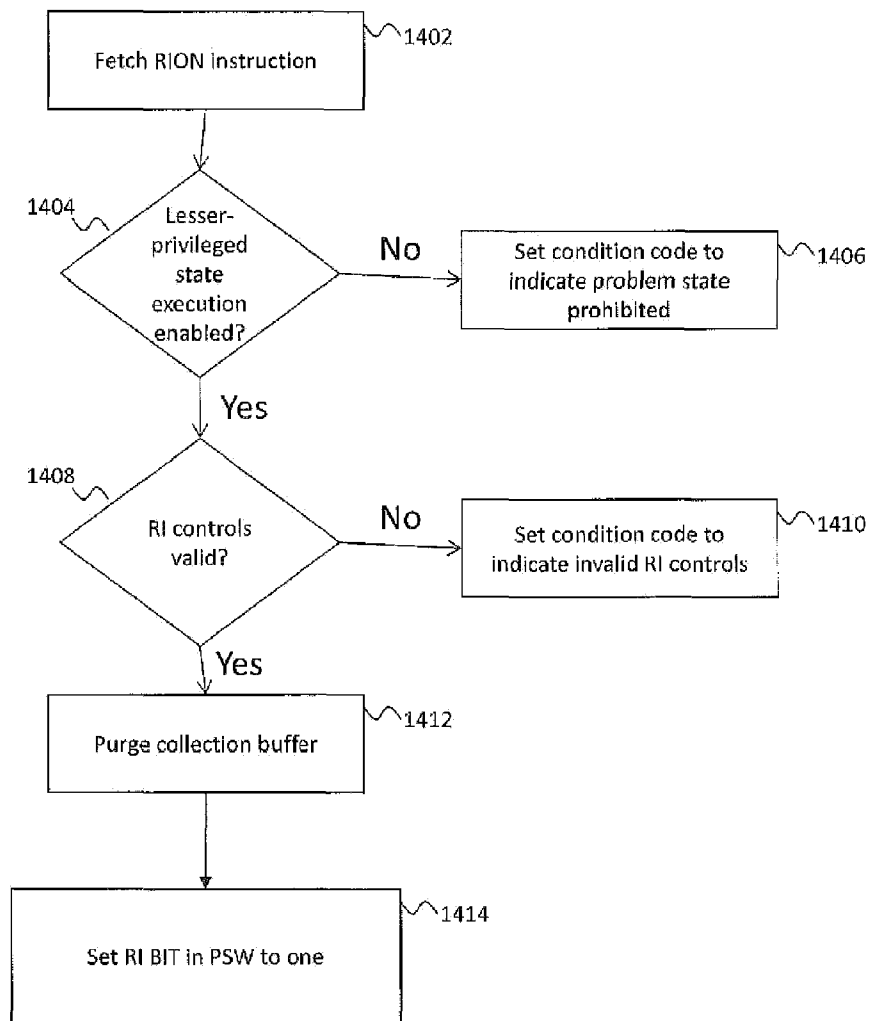 Fetch RION instruction
1402
1404
Lesser-
privileged
state
execution
enabled?
No
Set condition code to
indicate problem state
prohibited
1406
Yes
1408
RI controls
valid?
No
Set condition code to
indicate invalid RI controls
1410
Yes
Purge collection buffer
1412
Set RI BIT in PSW to one
1414